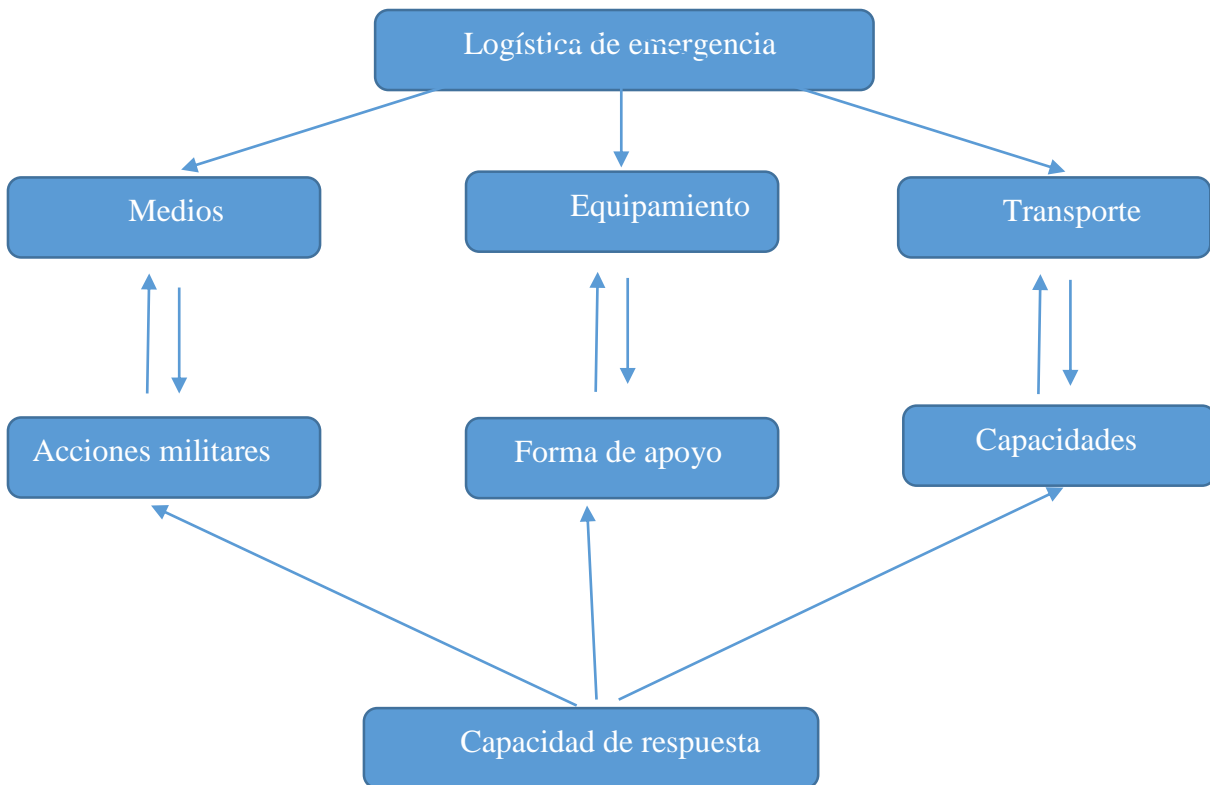 Logística de emergencia
Medios
Equipamiento
Transporte
Acciones militares
Forma de apoyo
Capacidades
Capacidad de respuesta